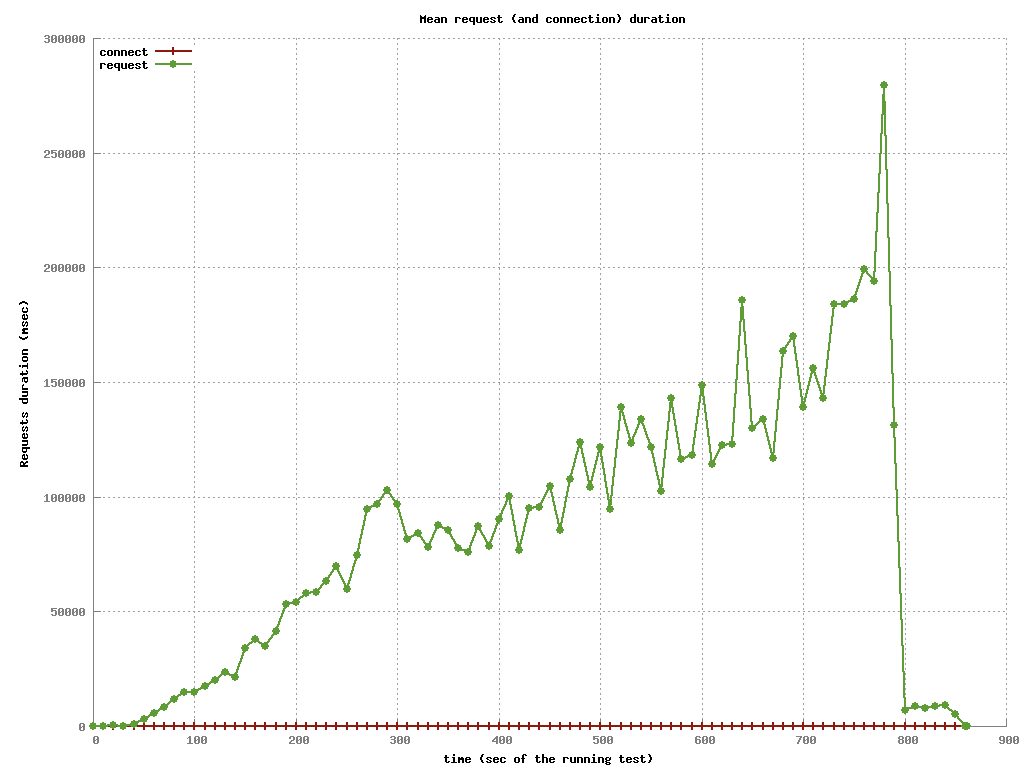 Mean request (and connection) duration
300000
connect
request
250000
200000
150000
100000
50000
0
Requests duration (msec)
0 100 200 300 400 500 600 700 800 900
time (sec of the running test)